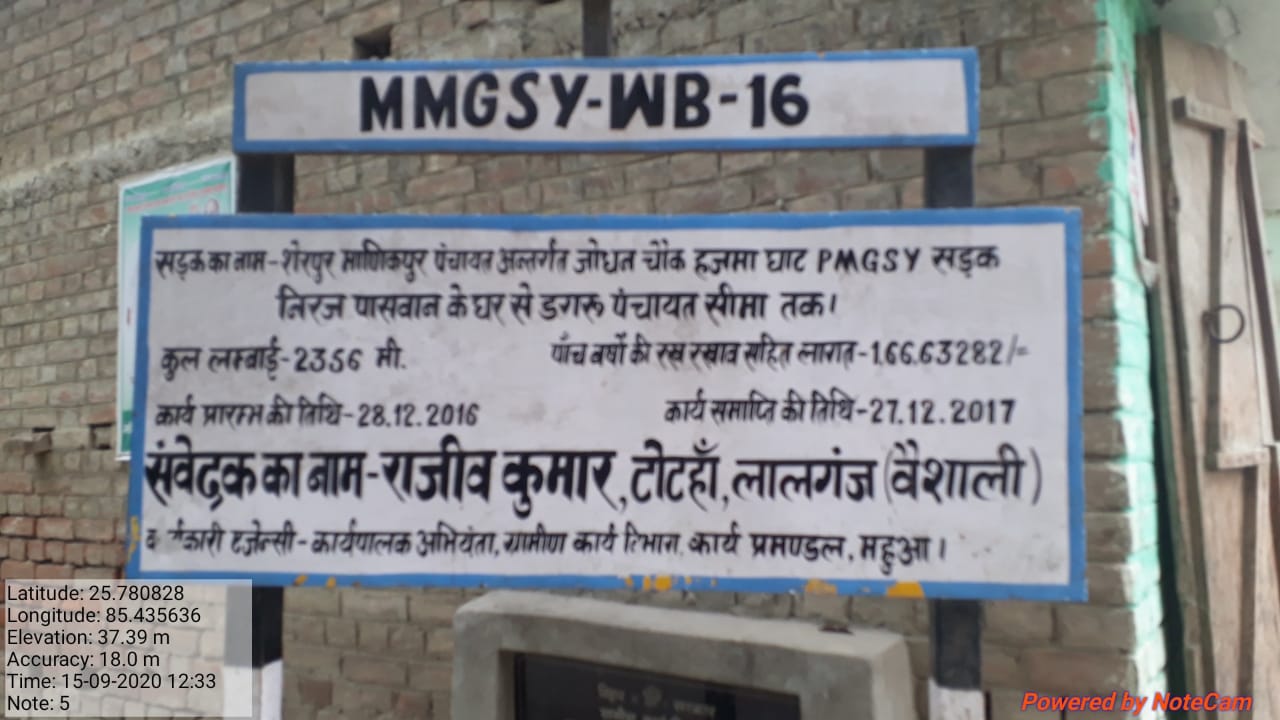 MMGSY-WB-16
सड़क का नाम-शेरपुर माणिकपुर पंचायत अन्तर्गत जोधन चौक हजमा घाट PMGSY सड़क
निरज पासवान के घर से डगरू पंचायत सीमा तक।
कुल लम्बाई-2356 मी. पाँच वर्षो की रख रखाव सहित लागत-1.66.63282/=
कार्य प्रारम्भ की तिथि-28.12.2016 कार्य समाप्ति की तिथि-27.12.2017
संवेदक का नाम-राजीव कुमार, टोटहाँ, लालगंज (वैशाली)
कारी एजेन्सी-कार्यपालक अभियंता, ग्रामीण कार्य विभाग, कार्य प्रमण्डल, महुआ।
Latitude: 25.780828
Longitude: 85.435636
Elevation: 37.39 m
Accuracy: 18.0 m
Time: 15-09-2020 12:33
Note: 5
Powered by NoteCam